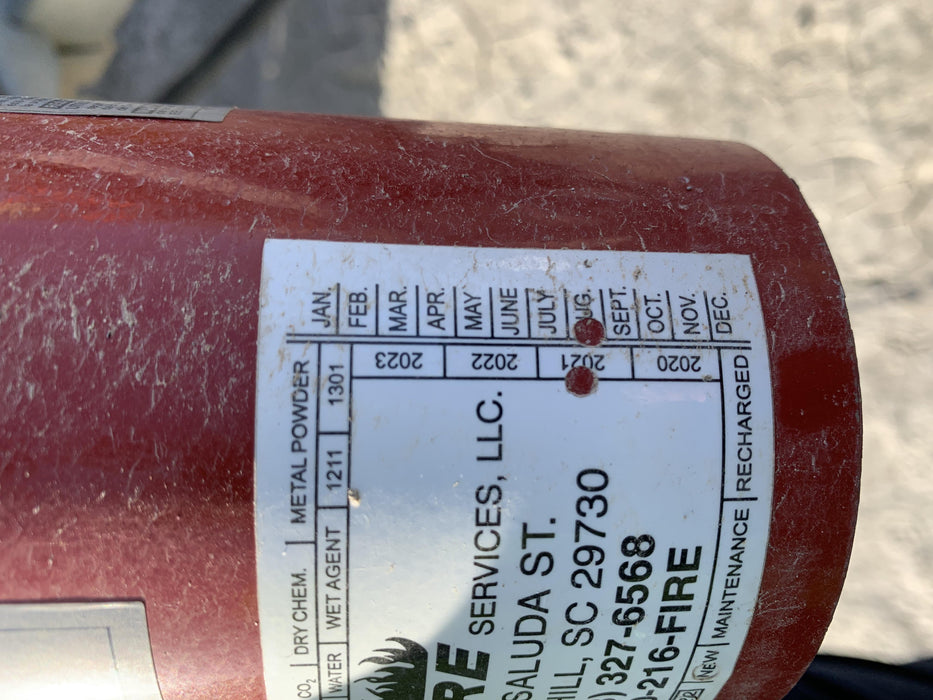 CO2 | DRY CHEM. | METAL POWDER
WATER | WET AGENT | 1211 | 1301
JAN.
FEB.
MAR.
APR.
MAY
JUNE
JULY
SEPT.
OCT.
NOV.
DEC.
2023
2022
2021
2020
SERVICES, LLC.
SALUDA ST.
HILL, SC 29730
) 327-6568
-216-FIRE
NEW | MAINTENANCE | RECHARGED